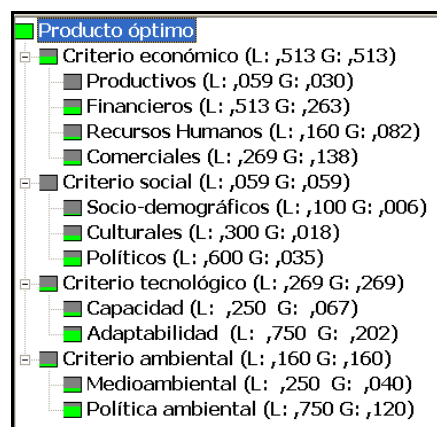 Producto óptimo
Criterio económico (L: ,513 G: ,513)
Productivos (L: ,059 G: ,030)
Financieros (L: ,513 G: ,263)
Recursos Humanos (L: ,160 G: ,082)
Comerciales (L: ,269 G: ,138)
Criterio social (L: ,059 G: ,059)
Socio-demográficos (L: ,100 G: ,006)
Culturales (L: ,300 G: ,018)
Políticos (L: ,600 G: ,035)
Criterio tecnológico (L: ,269 G: ,269)
Capacidad (L: ,250 G: ,067)
Adaptabilidad (L: ,750 G: ,202)
Criterio ambiental (L: ,160 G: ,160)
Medioambiental (L: ,250 G: ,040)
Política ambiental (L: ,750 G: ,120)